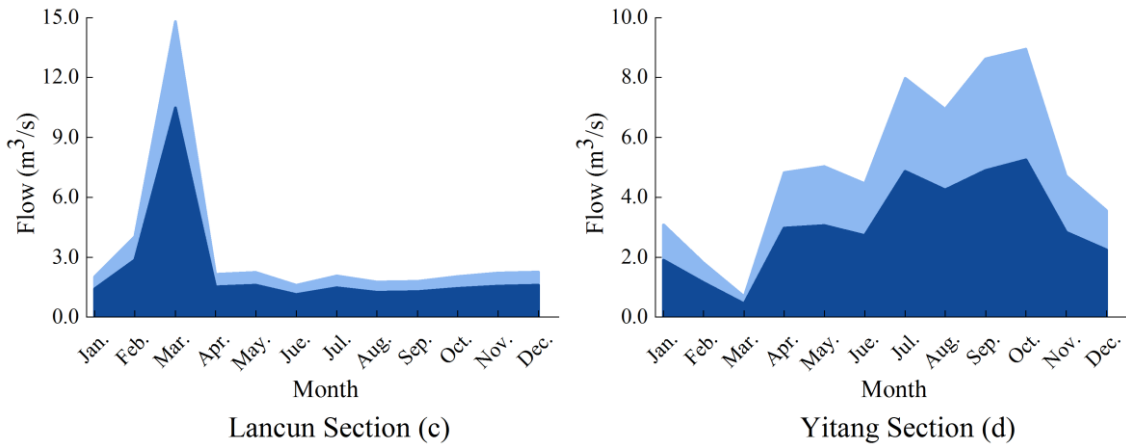 15.0
12.0
9.0
6.0
3.0
0.0
Flow (m³/s)
Jan. Feb. Mar. Apr. May. Jue. Jul. Aug. Sep. Oct. Nov. Dec.
Month
Lancun Section (c)
10.0
8.0
6.0
4.0
2.0
0.0
Flow (m³/s)
Jan. Feb. Mar. Apr. May. Jue. Jul. Aug. Sep. Oct. Nov. Dec.
Month
Yitang Section (d)